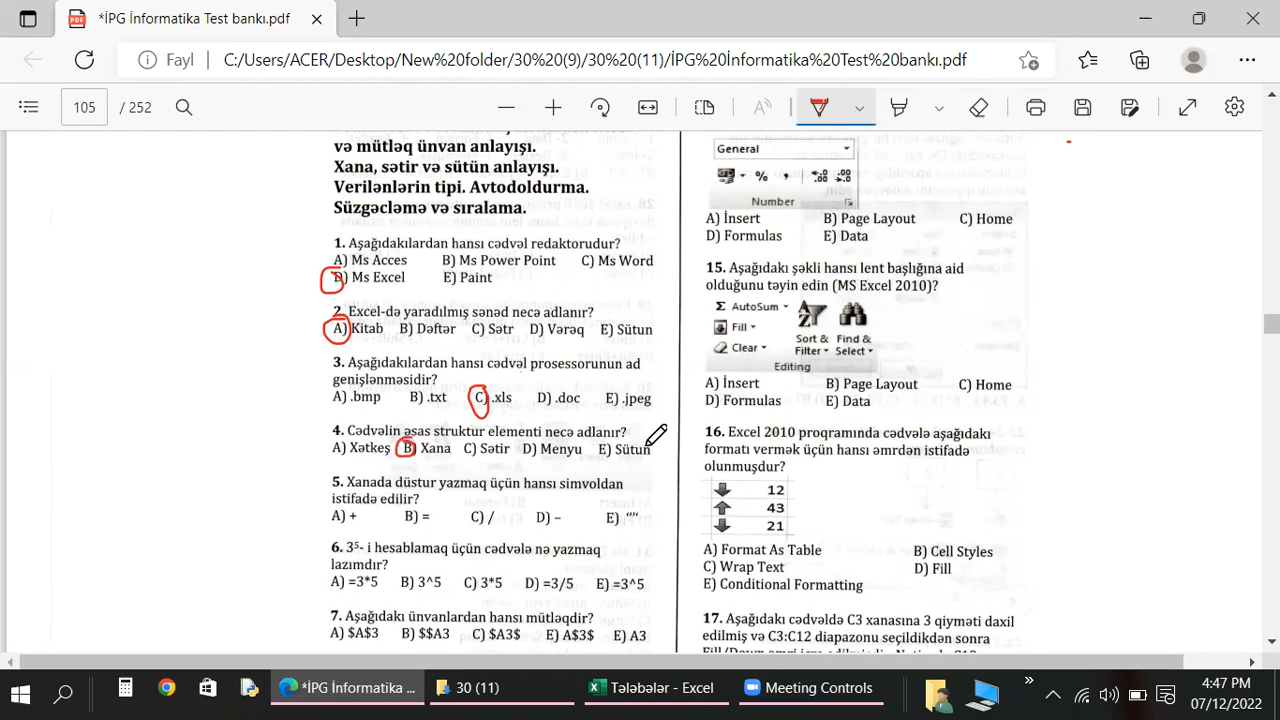 *İPG İnformatika Test bankı.pdf
Fayl
C:/Users/ACER/Desktop/New%20folder/30%20(9)/30%20(11)/İPG%20İnformatika%20Test%20bankı.pdf
105 / 252
və mütləq ünvan anlayışı.
Xana, sətir və sütün anlayışı.
Verilənlərin tipi. Avtodoldurma.
Süzgəcləmə və sıralama.
1. Aşağıdakılardan hansı cədvəl redaktorudur?
A) Ms Acces B) Ms Power Point C) Ms Word
D) Ms Excel E) Paint
2. Excel-də yaradılmış sənəd necə adlanır?
A) Kitab B) Dəftər C) Sətr D) Vərəq E) Sütun
3. Aşağıdakılardan hansı cədvəl prosessorunun ad
genişlənməsidir?
A) .bmp B) .txt C) .xls D) .doc E) .jpeg
4. Cədvəlin əsas struktur elementi necə adlanır?
A) Xətkeş B) Xana C) Sətir D) Menyu E) Sütun
5. Xanada düstur yazmaq üçün hansı simvoldan
istifadə edilir?
A) + B) = C) / D) – E) “”“
6. 3⁵- i hesablamaq üçün cədvələ nə yazmaq
lazımdır?
A) =3*5 B) 3^5 C) 3*5 D) =3/5 E) =3^5
7. Aşağıdakı ünvanlardan hansı mütləqdir?
A) $A$3 B) $$A3 C) $A3$ E) A$3$ E) A3
General
% , .00
Number
A) İnsert B) Page Layout C) Home
D) Formulas E) Data
15. Aşağıdakı şəkli hansı lent başlığına aid
olduğunu təyin edin (MS Excel 2010)?
Σ AutoSum
Fill
Clear
Sort & Filter
Find & Select
Editing
A) İnsert B) Page Layout C) Home
D) Formulas E) Data
16. Excel 2010 proqramında cədvələ aşağıdakı
formatı vermək üçün hansı əmrdən istifadə
olunmuşdur?
12
43
21
A) Format As Table B) Cell Styles
C) Wrap Text D) Fill
E) Conditional Formatting
17. Aşağıdakı cədvəldə C3 xanasına 3 qiyməti daxil
edilmiş və C3:C12 diapazonu seçildikdən sonra
*İPG İnformatika ...
30 (11)
Tələbələr - Excel
Meeting Controls
4:47 PM
07/12/2022